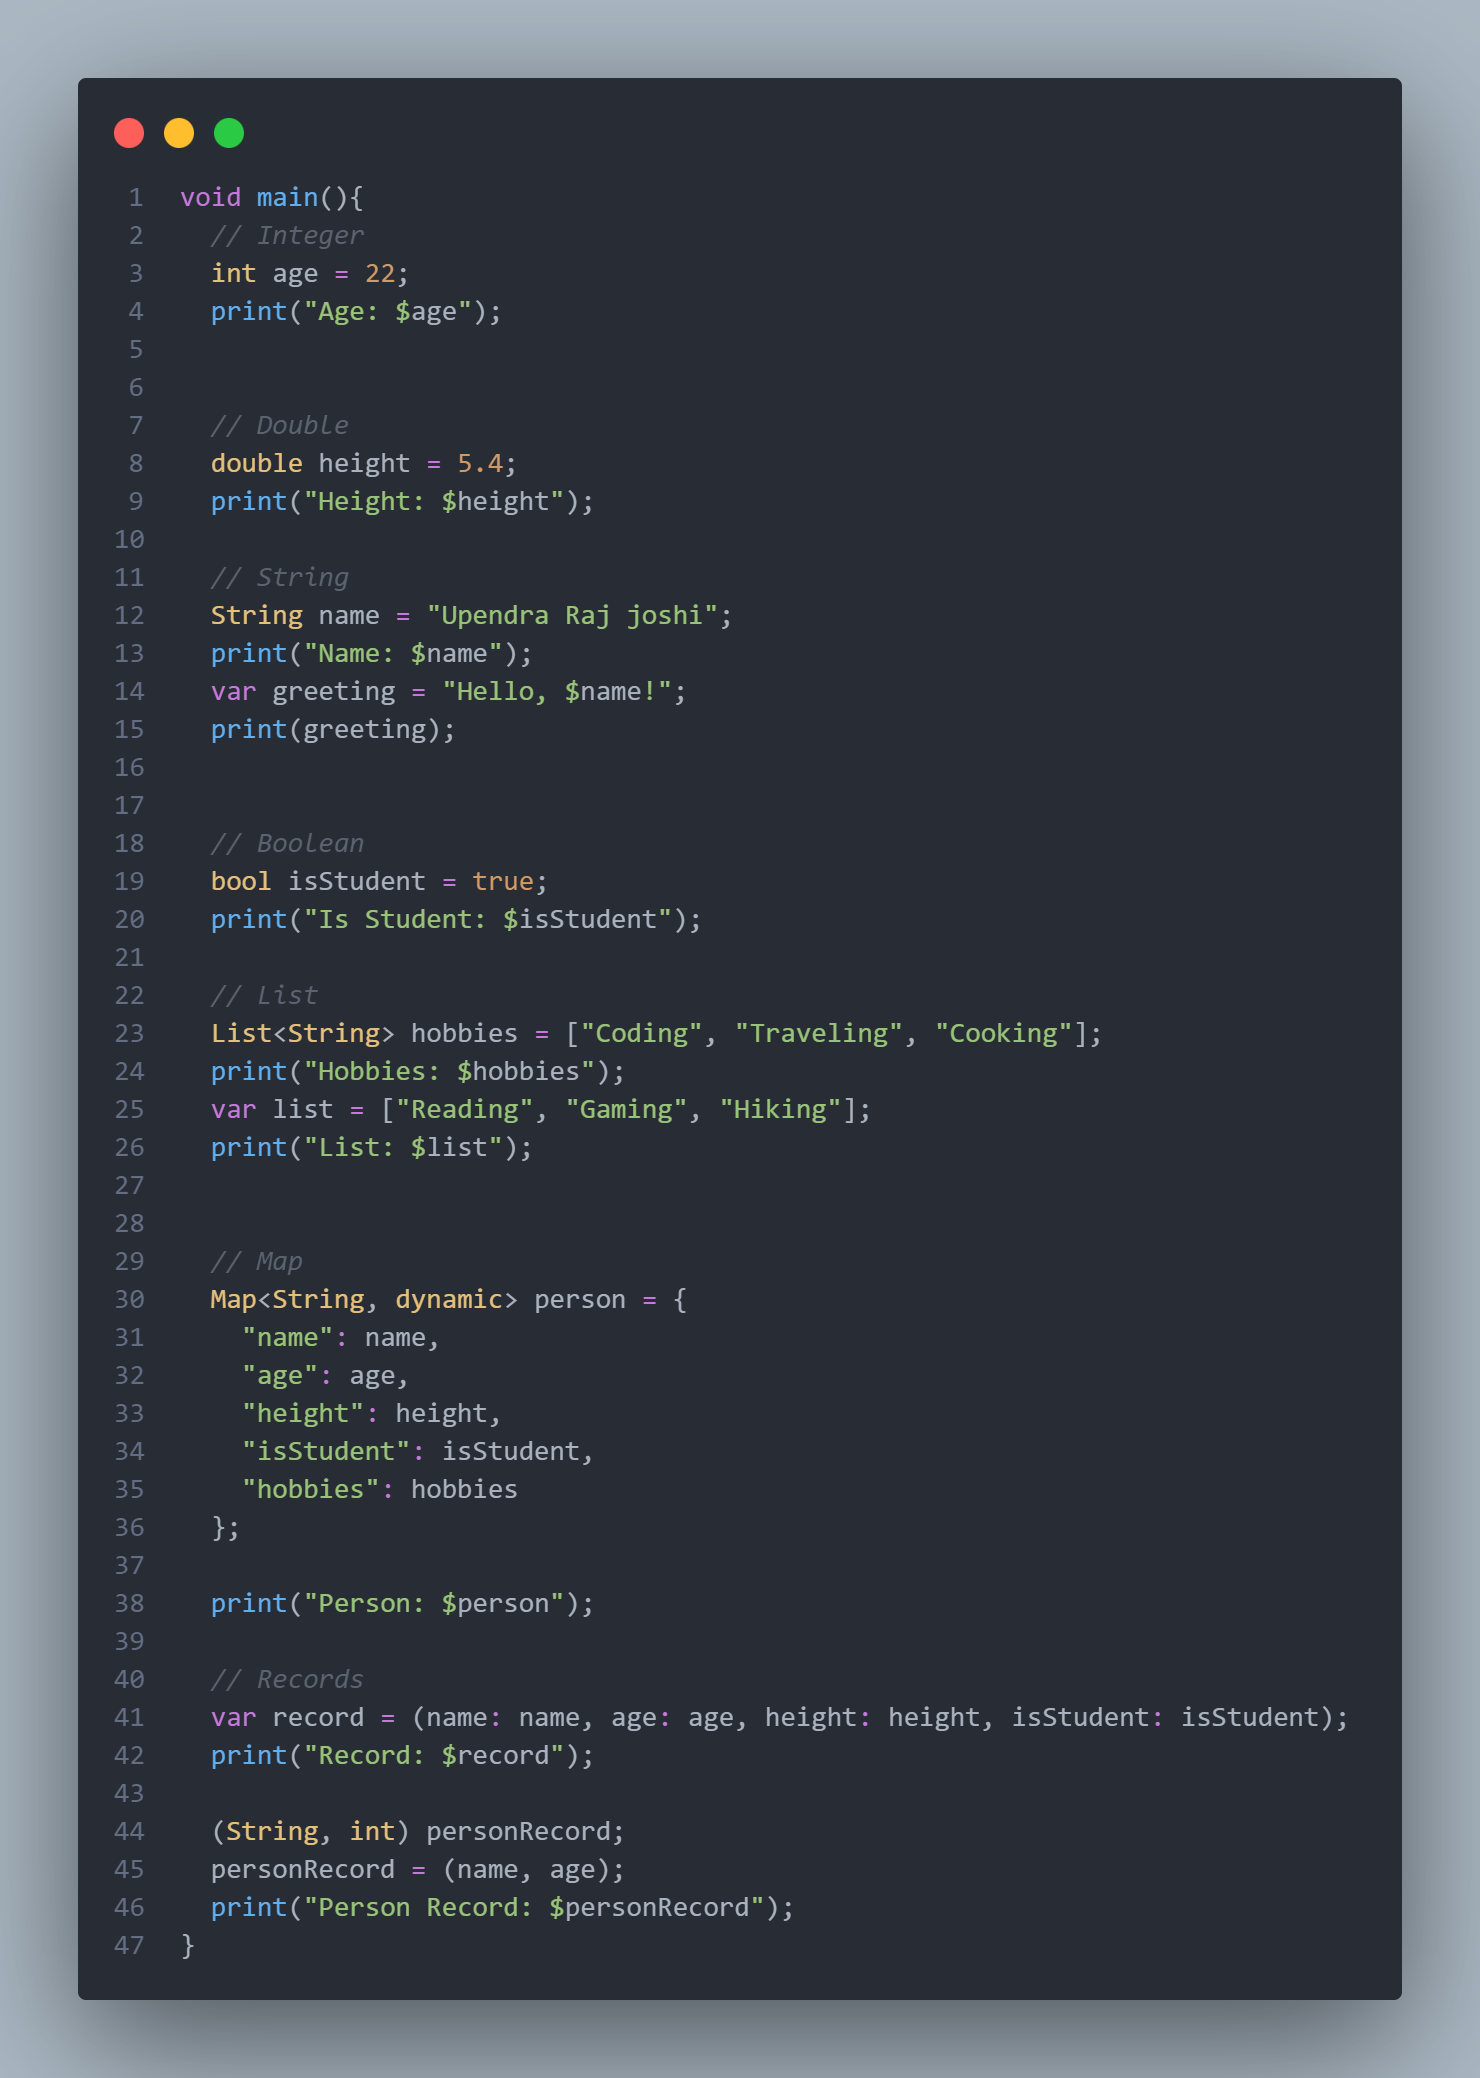 1 void main(){
2   // Integer
3   int age = 22;
4   print("Age: $age");
5
6
7   // Double
8   double height = 5.4;
9   print("Height: $height");
10
11   // String
12   String name = "Upendra Raj joshi";
13   print("Name: $name");
14   var greeting = "Hello, $name!";
15   print(greeting);
16
17
18   // Boolean
19   bool isStudent = true;
20   print("Is Student: $isStudent");
21
22   // List
23   List<String> hobbies = ["Coding", "Traveling", "Cooking"];
24   print("Hobbies: $hobbies");
25   var list = ["Reading", "Gaming", "Hiking"];
26   print("List: $list");
27
28
29   // Map
30   Map<String, dynamic> person = {
31     "name": name,
32     "age": age,
33     "height": height,
34     "isStudent": isStudent,
35     "hobbies": hobbies
36   };
37
38   print("Person: $person");
39
40   // Records
41   var record = (name: name, age: age, height: height, isStudent: isStudent);
42   print("Record: $record");
43
44   (String, int) personRecord;
45   personRecord = (name, age);
46   print("Person Record: $personRecord");
47 }